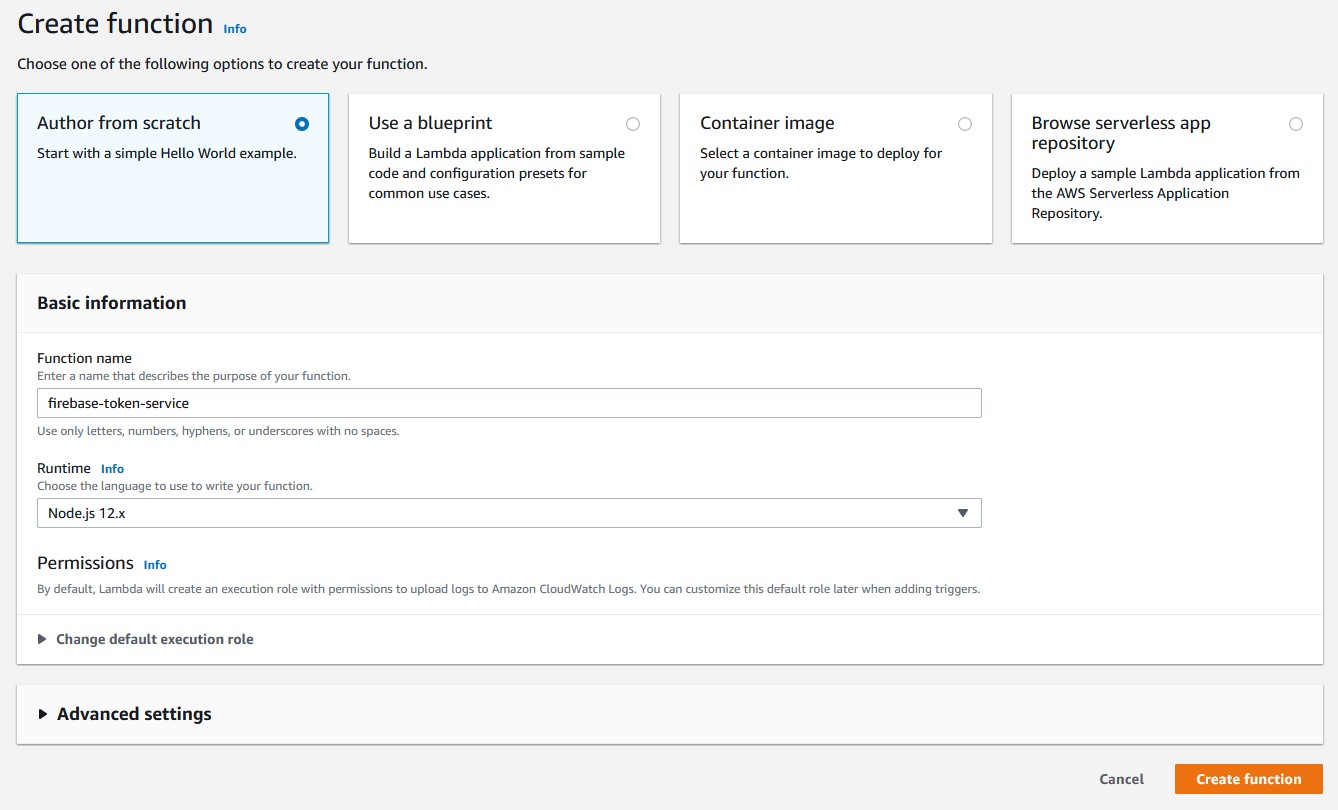 Create function Info
Choose one of the following options to create your function.
Author from scratch
Start with a simple Hello World example.
Use a blueprint
Build a Lambda application from sample
code and configuration presets for
common use cases.
Container image
Select a container image to deploy for
your function.
Browse serverless app
repository
Deploy a sample Lambda application from
the AWS Serverless Application
Repository.
Basic information
Function name
Enter a name that describes the purpose of your function.
firebase-token-service
Use only letters, numbers, hyphens, or underscores with no spaces.
Runtime Info
Choose the language to use to write your function.
Node.js 12.x
Permissions Info
By default, Lambda will create an execution role with permissions to upload logs to Amazon CloudWatch Logs. You can customize this default role later when adding triggers.
Change default execution role
Advanced settings
Cancel
Create function